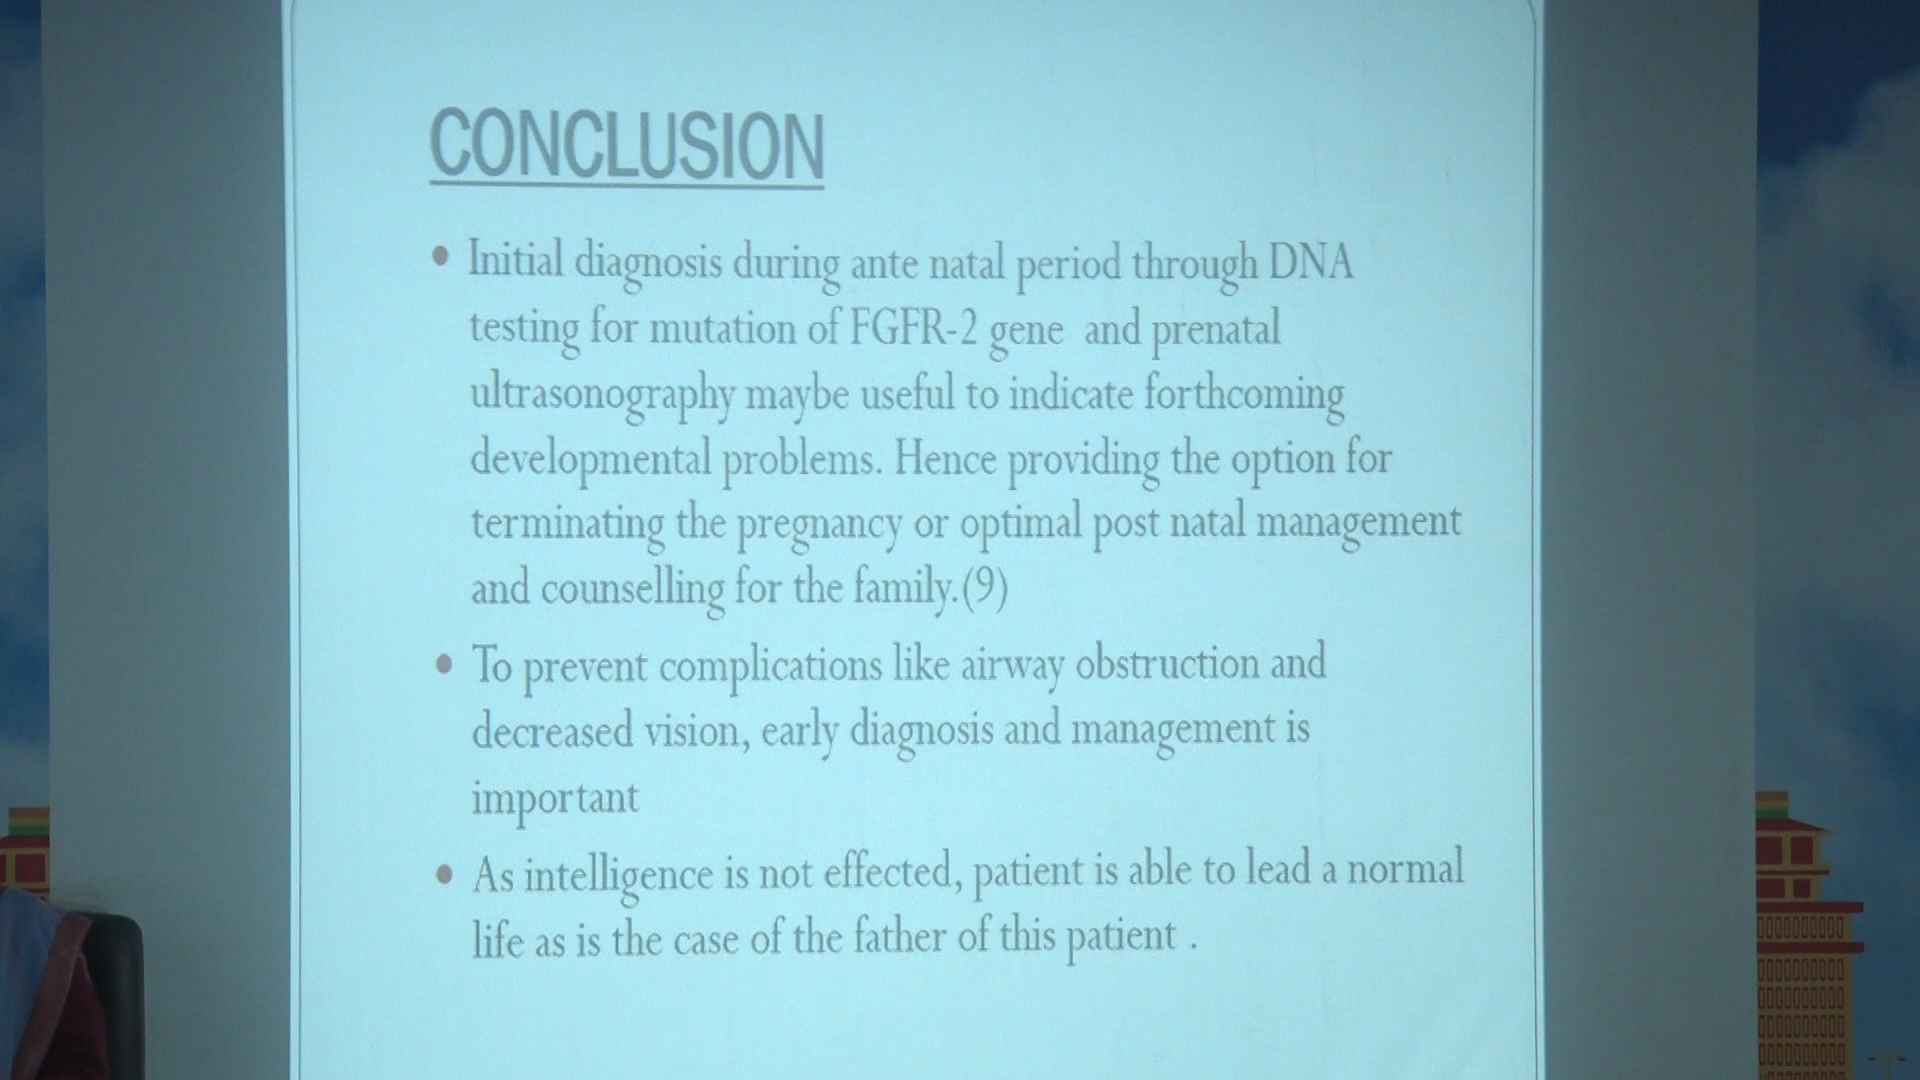 CONCLUSION
• Initial diagnosis during ante natal period through DNA
testing for mutation of FGFR-2 gene and prenatal
ultrasonography maybe useful to indicate forthcoming
developmental problems. Hence providing the option for
terminating the pregnancy or optimal post natal management
and counselling for the family.(9)
• To prevent complications like airway obstruction and
decreased vision, early diagnosis and management is
important
• As intelligence is not effected, patient is able to lead a normal
life as is the case of the father of this patient .